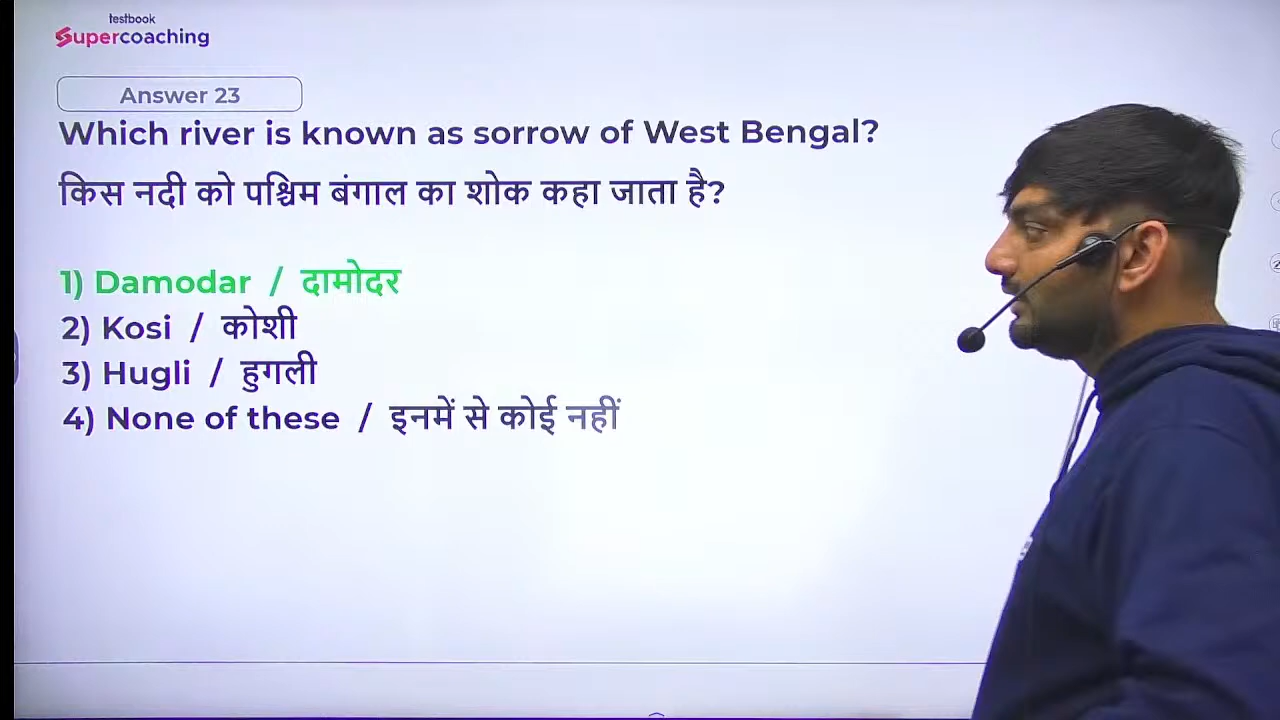 testbook
Supercoaching
Answer 23
Which river is known as sorrow of West Bengal?
किस नदी को पश्चिम बंगाल का शोक कहा जाता है?
1) Damodar / दामोदर
2) Kosi / कोशी
3) Hugli / हुगली
4) None of these / इनमें से कोई नहीं